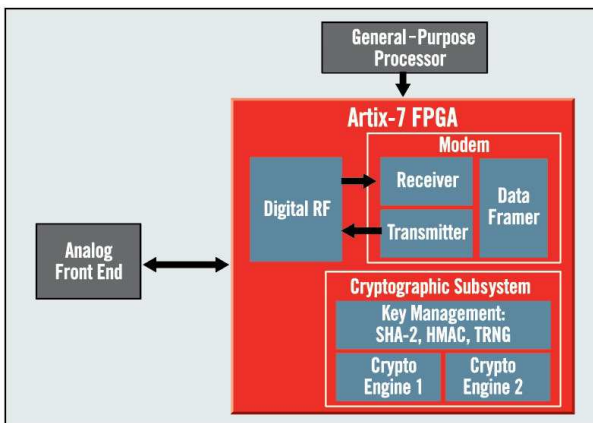 General-Purpose
Processor
Artix-7 FPGA
Modem
Digital RF
Receiver
Transmitter
Data
Framer
Analog
Front End
Cryptographic Subsystem
Key Management:
SHA-2, HMAC, TRNG
Crypto
Engine 1
Crypto
Engine 2